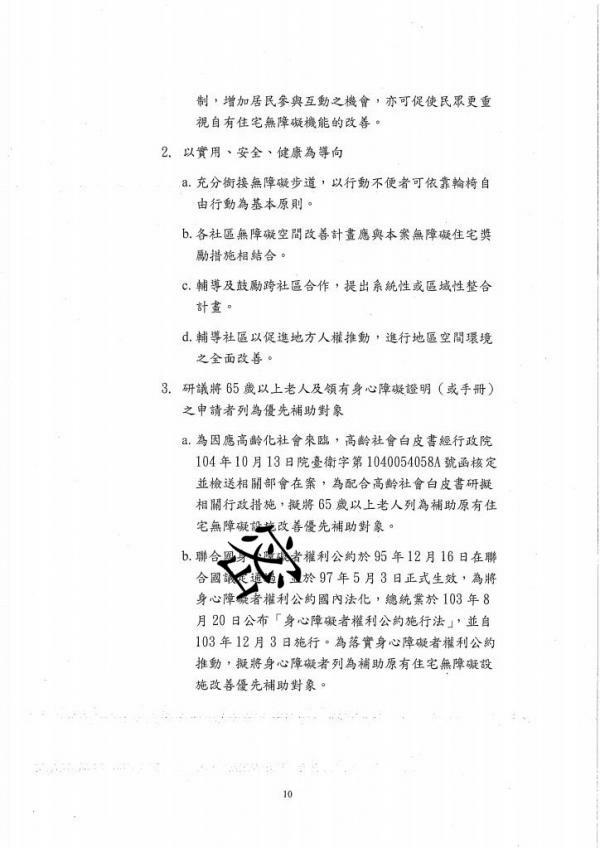 制，增加居民參與互動之機會，亦可促使民眾更重
視自有住宅無障礙機能的改善。
2. 以實用、安全、健康為導向
a. 充分銜接無障礙步道，以行動不便者可依靠輪椅自
由行動為基本原則。
b. 各社區無障礙空間改善計畫應與本案無障礙住宅獎
勵措施相結合。
c. 輔導及鼓勵跨社區合作，提出系統性或區域性整合
計畫。
d. 輔導社區以促進地方人權推動，進行地區空間環境
之全面改善。
3. 研議將 65 歲以上老人及領有身心障礙證明（或手冊）
之申請者列為優先補助對象
a. 為因應高齡化社會來臨，高齡社會白皮書經行政院
104 年 10 月 13 日院臺衛字第 1040054058A 號函核定
並檢送相關部會在案，為配合高齡社會白皮書研擬
相關行政措施，擬將 65 歲以上老人列為補助原有住
宅無障礙設施改善優先補助對象。
b. 聯合國身心障礙者權利公約於 95 年 12 月 16 日在聯
合國議定通過，並於 97 年 5 月 3 日正式生效，為將
身心障礙者權利公約國內法化，總統業於 103 年 8
月 20 日公布「身心障礙者權利公約施行法」，並自
103 年 12 月 3 日施行。為落實身心障礙者權利公約
推動，擬將身心障礙者列為補助原有住宅無障礙設
施改善優先補助對象。
10